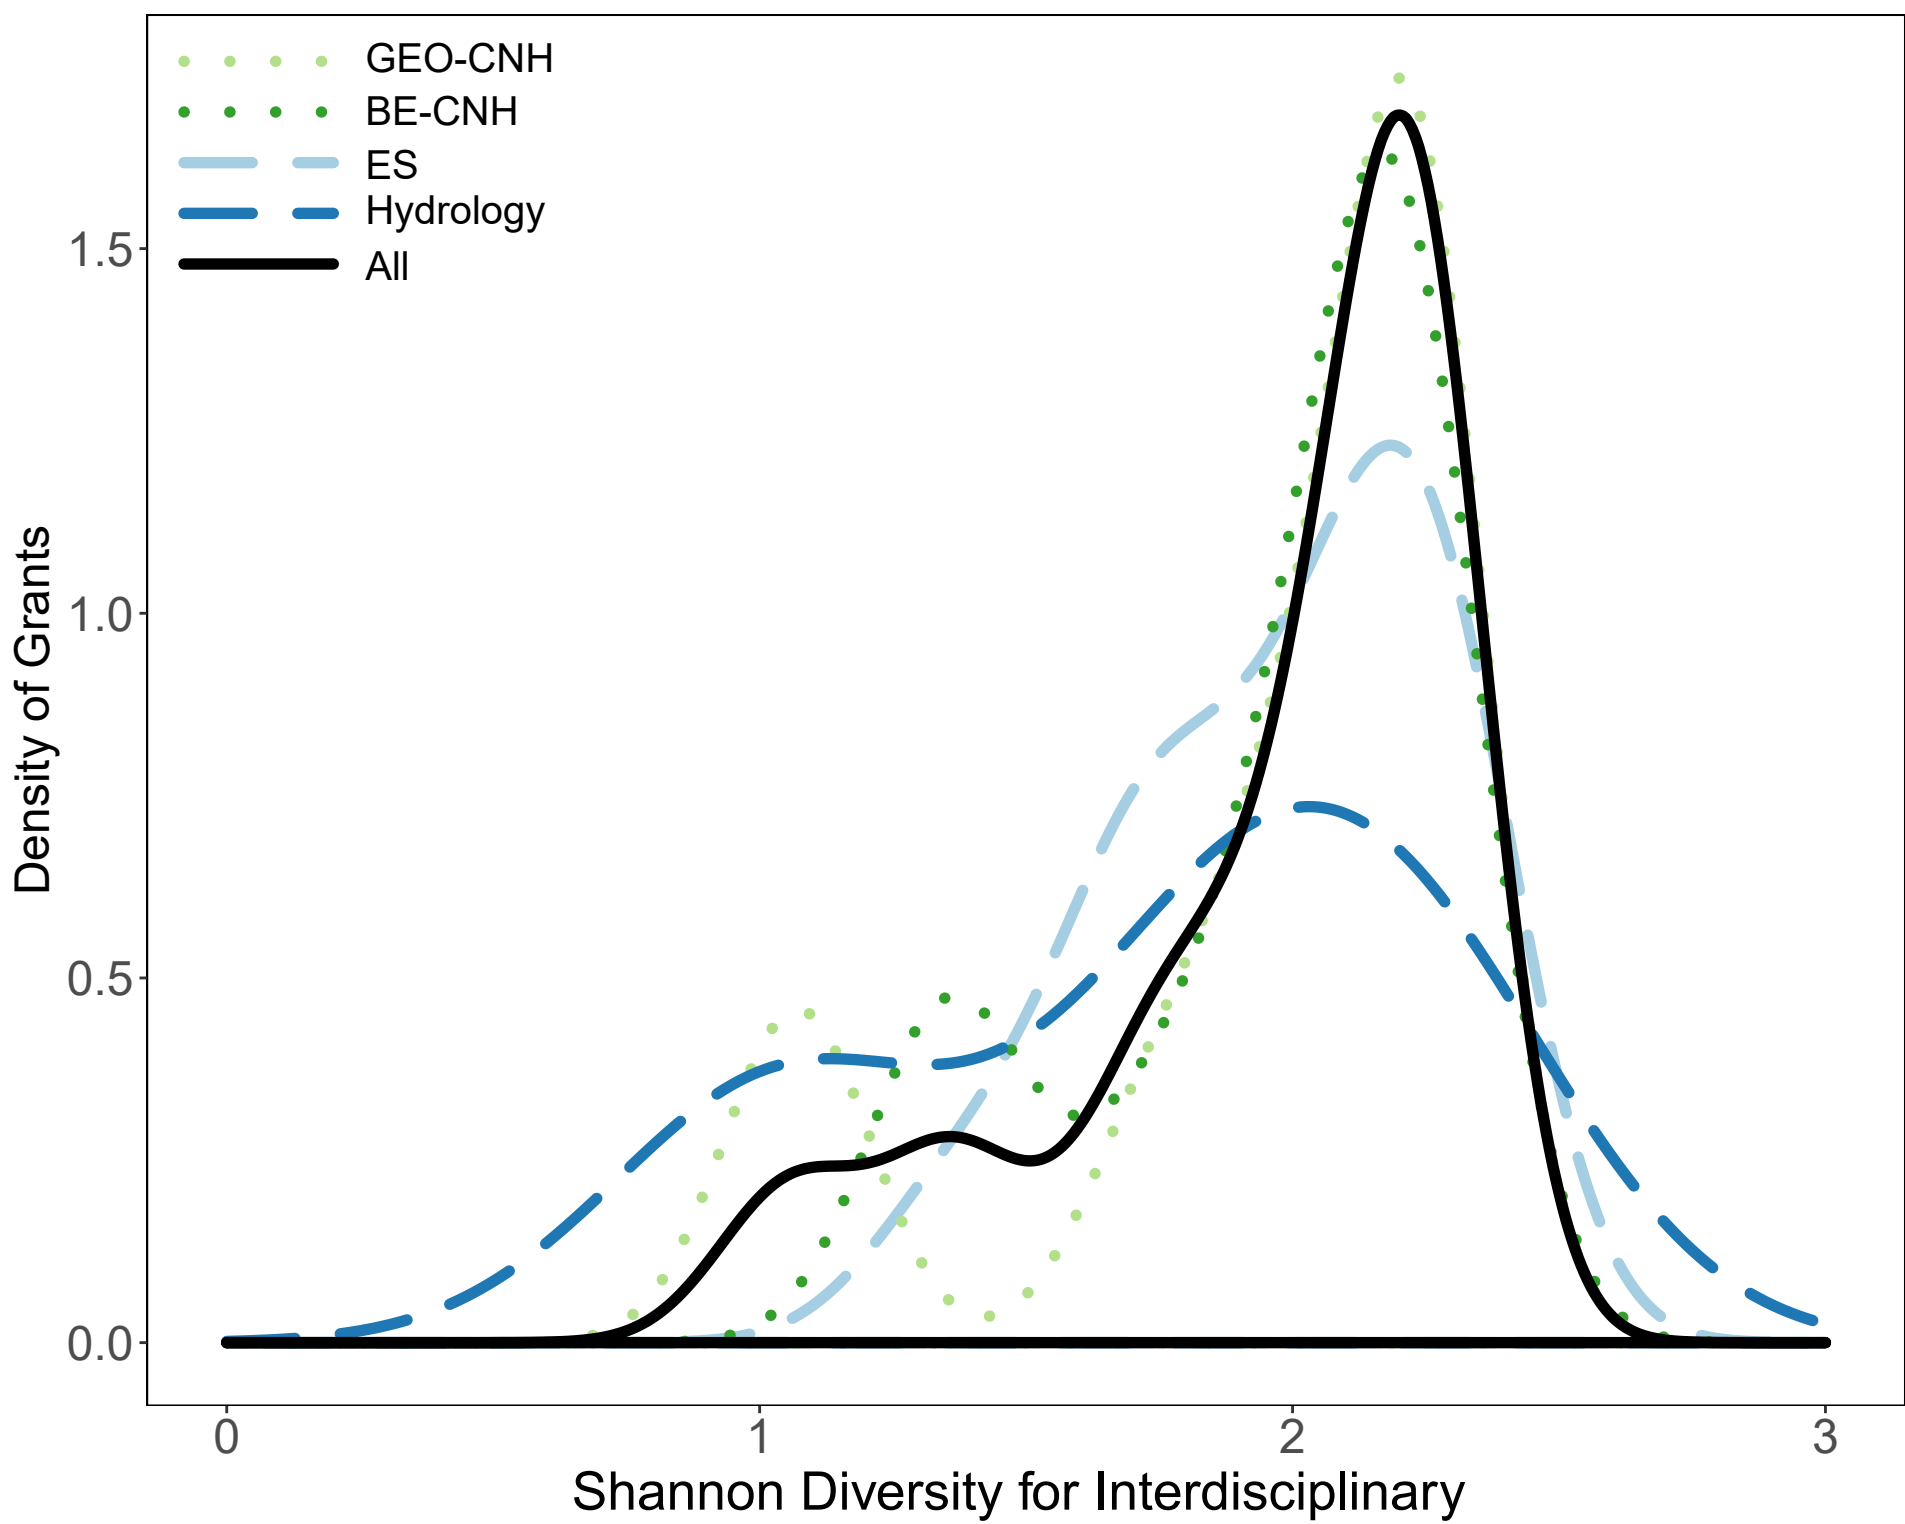 GEO-CNH
BE-CNH
ES
Hydrology
All
Density of Grants
1.5
1.0
0.5
0.0
0 1 2 3
Shannon Diversity for Interdisciplinary